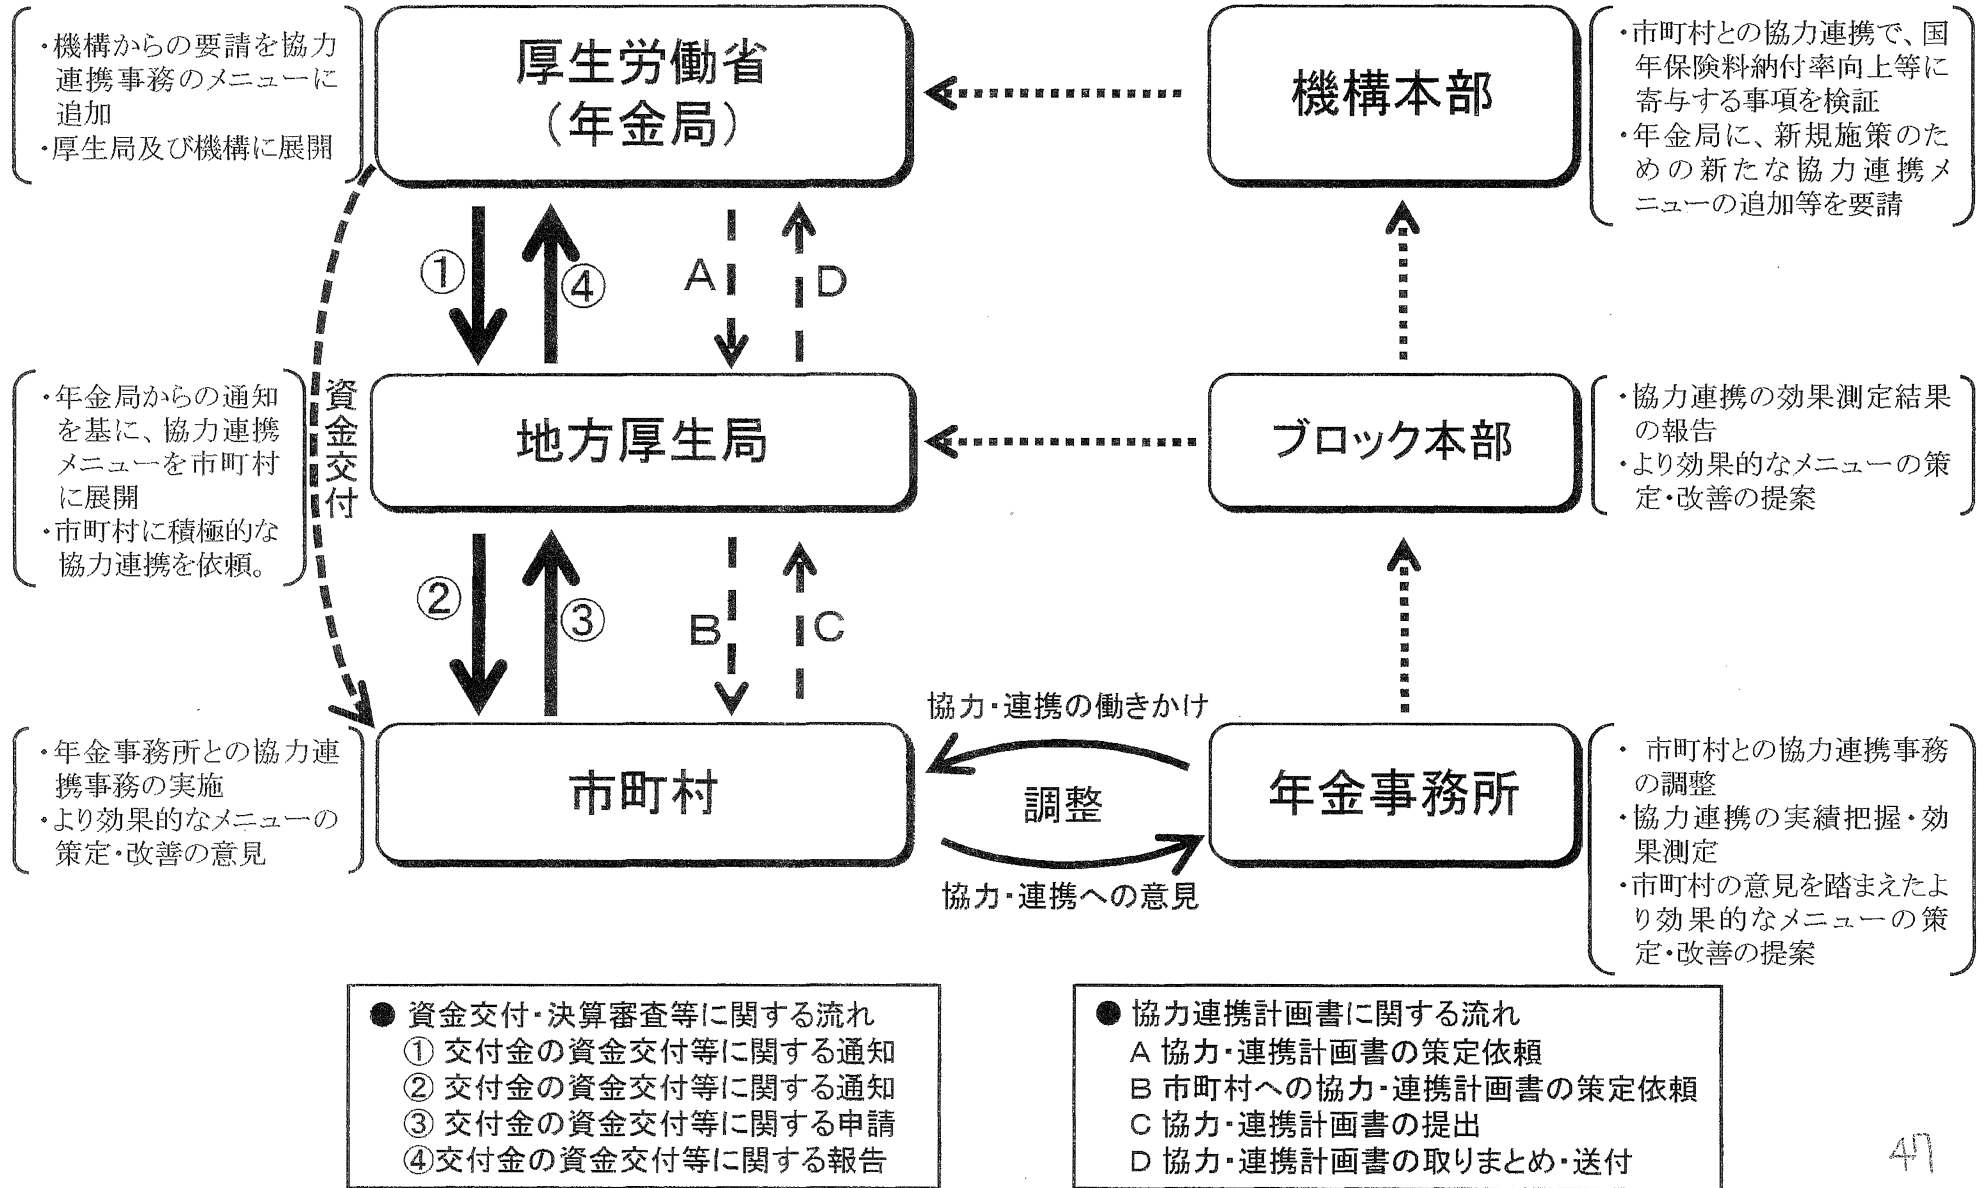 ・機構からの要請を協力
連携事務のメニューに
追加
・厚生局及び機構に展開
厚生労働省
（年金局）
機構本部
・市町村との協力連携で、国
年保険料納付率向上等に
寄与する事項を検証
・年金局に、新規施策のた
めの新たな協力連携メ
ニューの追加等を要請
①
④
A
D
・年金局からの通知
を基に、協力連携
メニューを市町村
に展開
・市町村に積極的な
協力連携を依頼。
資金交付
地方厚生局
ブロック本部
・協力連携の効果測定結果
の報告
・より効果的なメニューの策
定・改善の提案
②
③
B
C
・年金事務所との協力連
携事務の実施
・より効果的なメニューの
策定・改善の意見
市町村
協力・連携の働きかけ
調整
協力・連携への意見
年金事務所
・ 市町村との協力連携事務
の調整
・協力連携の実績把握・効
果測定
・市町村の意見を踏まえたよ
り効果的なメニューの策
定・改善の提案
● 資金交付・決算審査等に関する流れ
① 交付金の資金交付等に関する通知
② 交付金の資金交付等に関する通知
③ 交付金の資金交付等に関する申請
④交付金の資金交付等に関する報告
● 協力連携計画書に関する流れ
A 協力・連携計画書の策定依頼
B 市町村への協力・連携計画書の策定依頼
C 協力・連携計画書の提出
D 協力・連携計画書の取りまとめ・送付
47